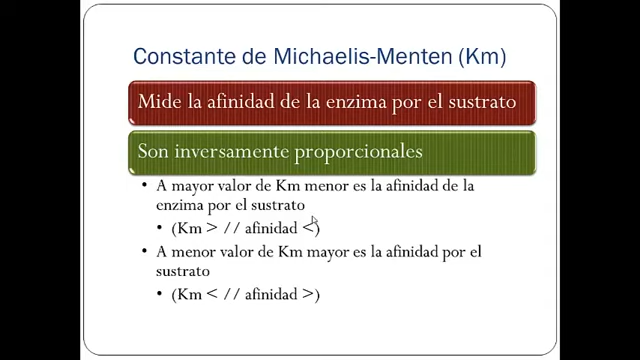 Constante de Michaelis-Menten (Km)
Mide la afinidad de la enzima por el sustrato
Son inversamente proporcionales
• A mayor valor de Km menor es la afinidad de la
enzima por el sustrato
• (Km > // afinidad <)
• A menor valor de Km mayor es la afinidad por el
sustrato
• (Km < // afinidad >)